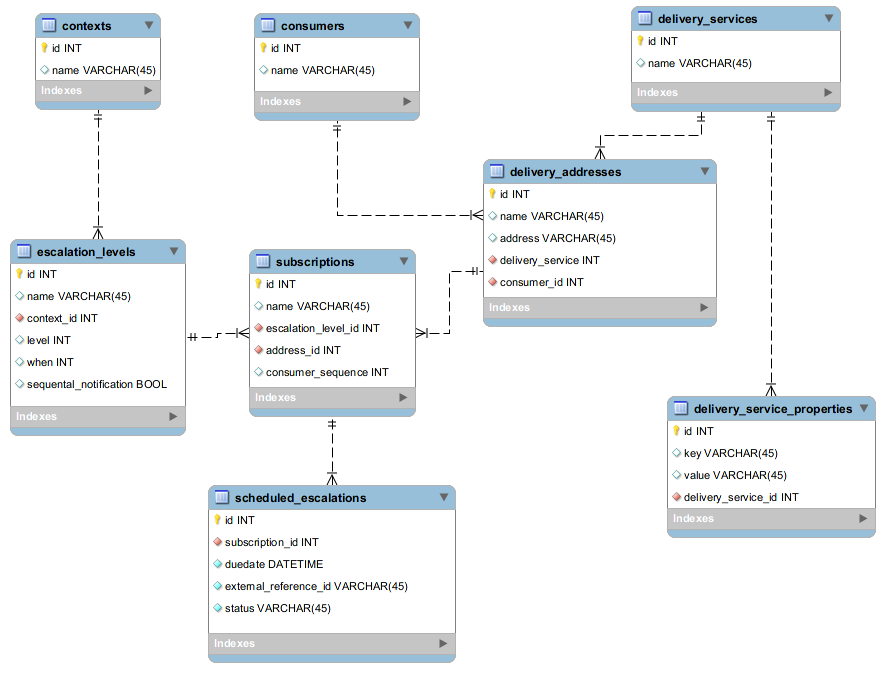 contexts
id INT
name VARCHAR(45)
Indexes
consumers
id INT
name VARCHAR(45)
Indexes
delivery_services
id INT
name VARCHAR(45)
Indexes
delivery_addresses
id INT
name VARCHAR(45)
address VARCHAR(45)
delivery_service INT
consumer_id INT
Indexes
escalation_levels
id INT
name VARCHAR(45)
context_id INT
level INT
when INT
sequental_notification BOOL
Indexes
subscriptions
id INT
name VARCHAR(45)
escalation_level_id INT
address_id INT
consumer_sequence INT
Indexes
delivery_service_properties
id INT
key VARCHAR(45)
value VARCHAR(45)
delivery_service_id INT
Indexes
scheduled_escalations
id INT
subscription_id INT
duedate DATETIME
external_reference_id VARCHAR(45)
status VARCHAR(45)
Indexes